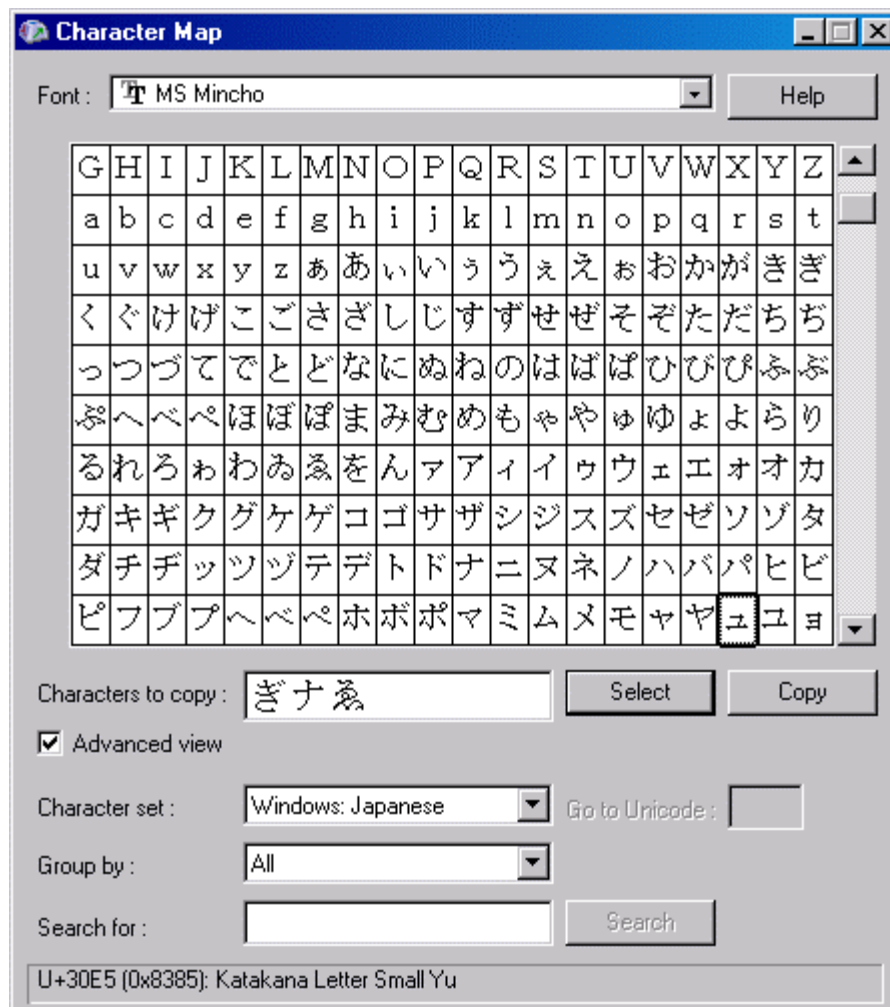 Character Map
Font : MS Mincho Help
G H I J K L M N O P Q R S T U V W X Y Z
a b c d e f g h i j k l m n o p q r s t
u v w x y z ぁ あ ぃ い ぅ う ぇ え ぉ お か が き ぎ
く ぐ け げ こ ご さ ざ し じ す ず せ ぜ そ ぞ た だ ち ぢ
っ つ づ て で と ど な に ぬ ね の は ば ぱ ひ び ぴ ふ ぶ
ぷ へ べ ぺ ほ ぼ ぽ ま み む め も ゃ や ゅ ゆ ょ よ ら り
る れ ろ ゎ わ ゐ ゑ を ん ァ ア ィ イ ゥ ウ ェ エ ォ オ カ
ガ キ ギ ク グ ケ ゲ コ ゴ サ ザ シ ジ ス ズ セ ゼ ソ ゾ タ
ダ チ ヂ ッ ツ ヅ テ デ ト ド ナ ニ ヌ ネ ノ ハ バ パ ヒ ビ
ピ フ ブ プ ヘ ベ ペ ホ ボ ポ マ ミ ム メ モ ャ ヤ ュ ユ ョ
Characters to copy : ぎナゑ Select Copy
Advanced view
Character set : Windows: Japanese Go to Unicode :
Group by : All
Search for : Search
U+30E5 (0x8385): Katakana Letter Small Yu